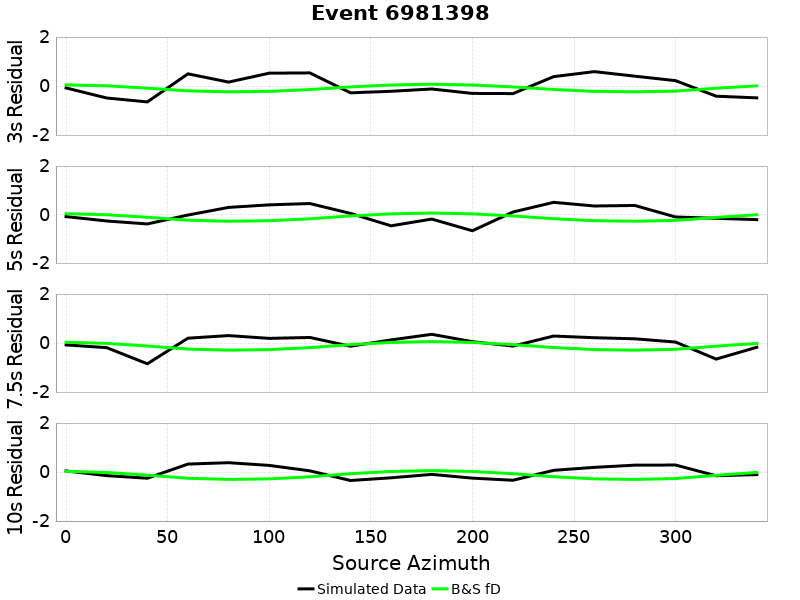 Event 6981398
3s Residual
2
0
-2
5s Residual
2
0
-2
7.5s Residual
2
0
-2
10s Residual
2
0
-2
0 50 100 150 200 250 300
Source Azimuth
Simulated Data B&S fD